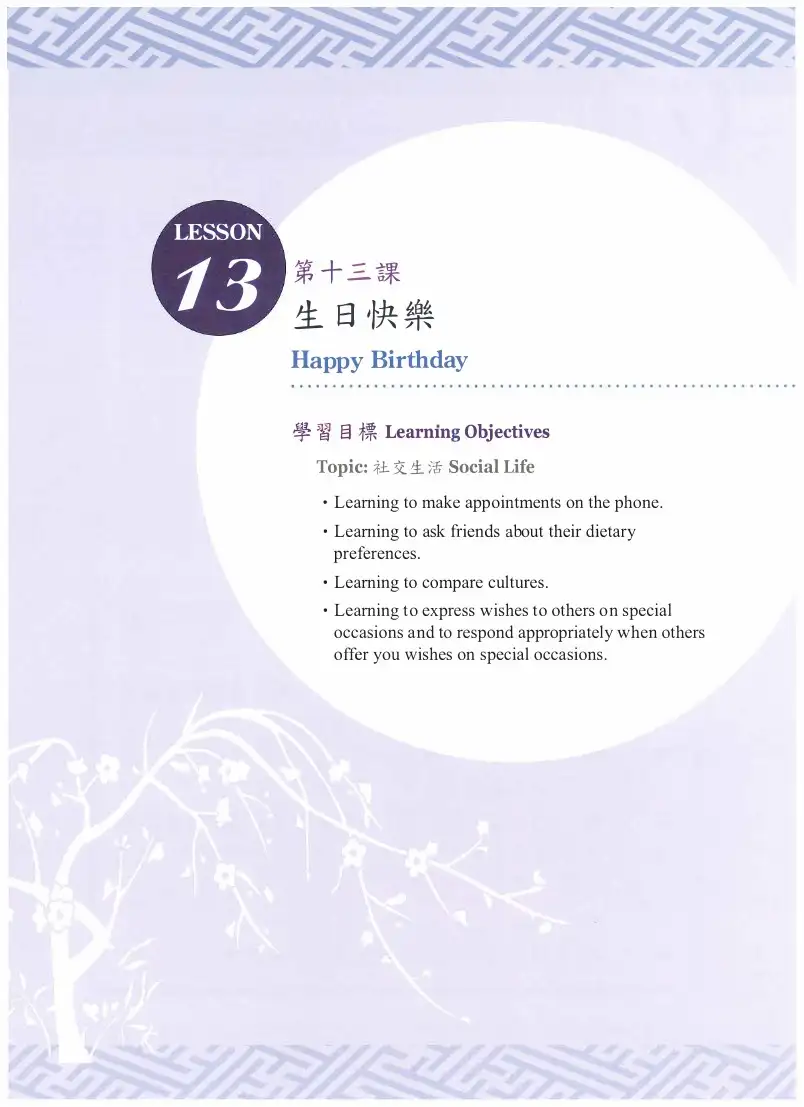 LESSON
13
第十三課
生日快樂
Happy Birthday
學習目標 Learning Objectives
Topic: 社交生活 Social Life
・Learning to make appointments on the phone.
・Learning to ask friends about their dietary
preferences.
・Learning to compare cultures.
・Learning to express wishes to others on special
occasions and to respond appropriately when others
offer you wishes on special occasions.